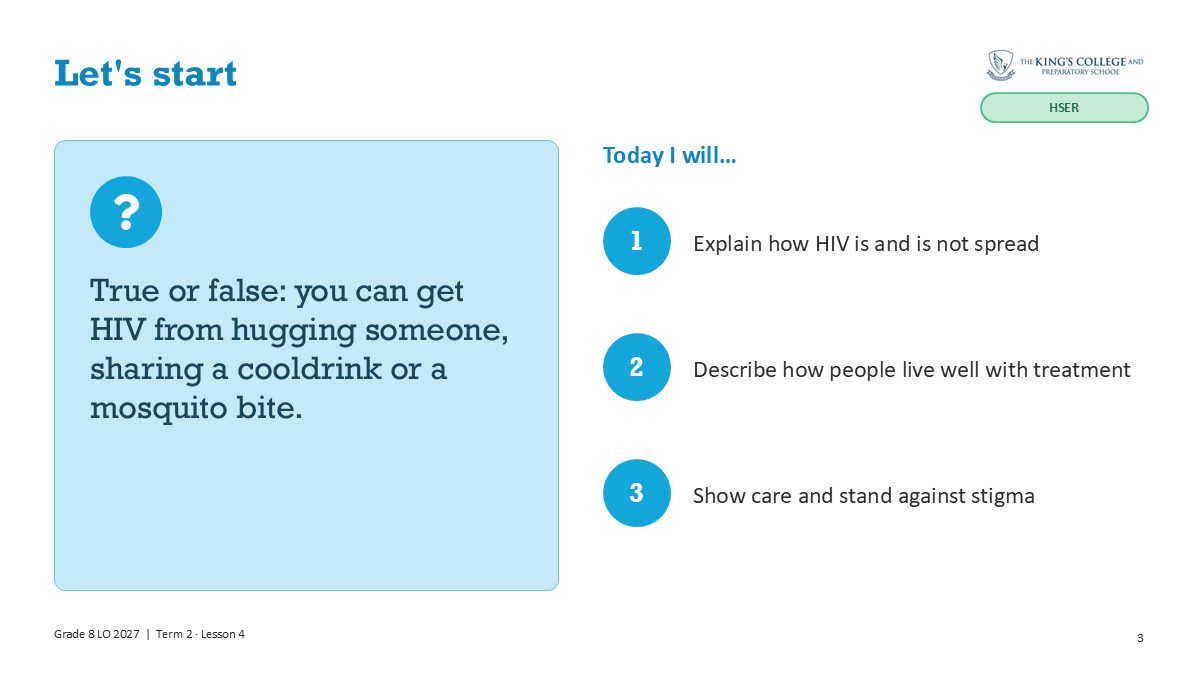 Let's start
THE KING'S COLLEGE AND
PREPARATORY SCHOOL
HSER
?
True or false: you can get
HIV from hugging someone,
sharing a cooldrink or a
mosquito bite.
Today I will...
1
Explain how HIV is and is not spread
2
Describe how people live well with treatment
3
Show care and stand against stigma
Grade 8 LO 2027 | Term 2 · Lesson 4
3